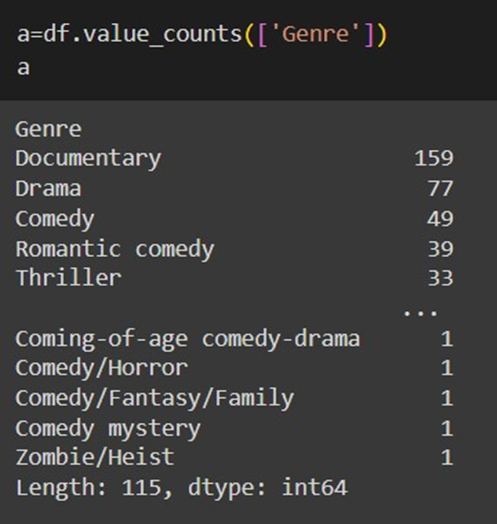 a=df.value_counts(['Genre'])
a
Genre
Documentary 159
Drama 77
Comedy 49
Romantic comedy 39
Thriller 33
...
Coming-of-age comedy-drama 1
Comedy/Horror 1
Comedy/Fantasy/Family 1
Comedy mystery 1
Zombie/Heist 1
Length: 115, dtype: int64